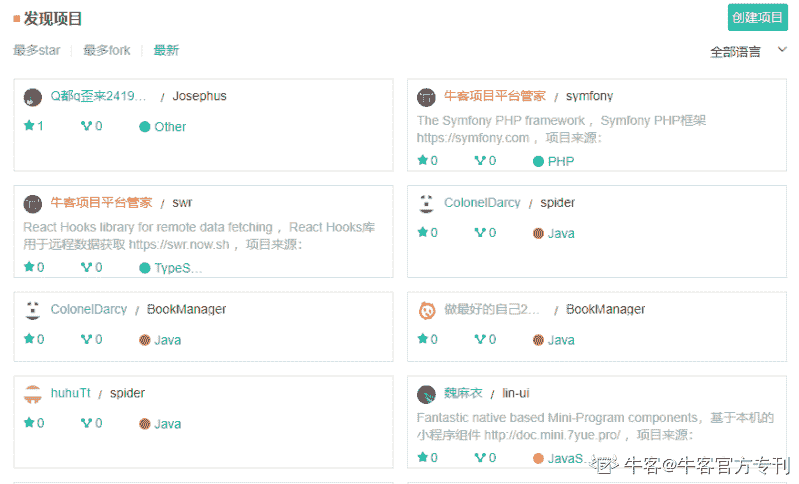 发现项目
创建项目
最多star 最多fork 最新
全部语言
Q都q歪来2419... / Josephus
1 0 Other
牛客项目平台管家 / symfony
The Symfony PHP framework ，Symfony PHP框架
https://symfony.com ，项目来源：
0 0 PHP
牛客项目平台管家 / swr
React Hooks library for remote data fetching ，React Hooks库
用于远程数据获取 https://swr.now.sh ，项目来源：
0 0 TypeS...
ColonelDarcy / spider
0 0 Java
ColonelDarcy / BookManager
0 0 Java
做最好的自己2... / BookManager
0 0 Java
huhuTt / spider
0 0 Java
魏麻衣 / lin-ui
Fantastic native based Mini-Program components，基于本机的
小程序组件 http://doc.mini.7yue.pro/ ，项目来源：
0 0 JavaS...
牛客@牛客官方专刊